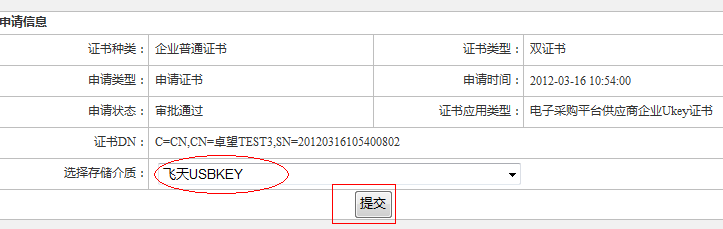 申请信息
证书种类： 企业普通证书 证书类型： 双证书
申请类型： 申请证书 申请时间： 2012-03-16 10:54:00
申请状态： 审批通过 证书应用类型： 电子采购平台供应商企业Ukey证书
证书DN： C=CN,CN=卓望TEST3,SN=20120316105400802
选择存储介质： 飞天USBKEY
提交